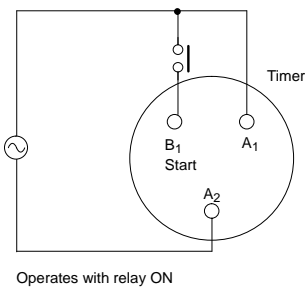 Timer
B1
A1
Start
A2
Operates with relay ON